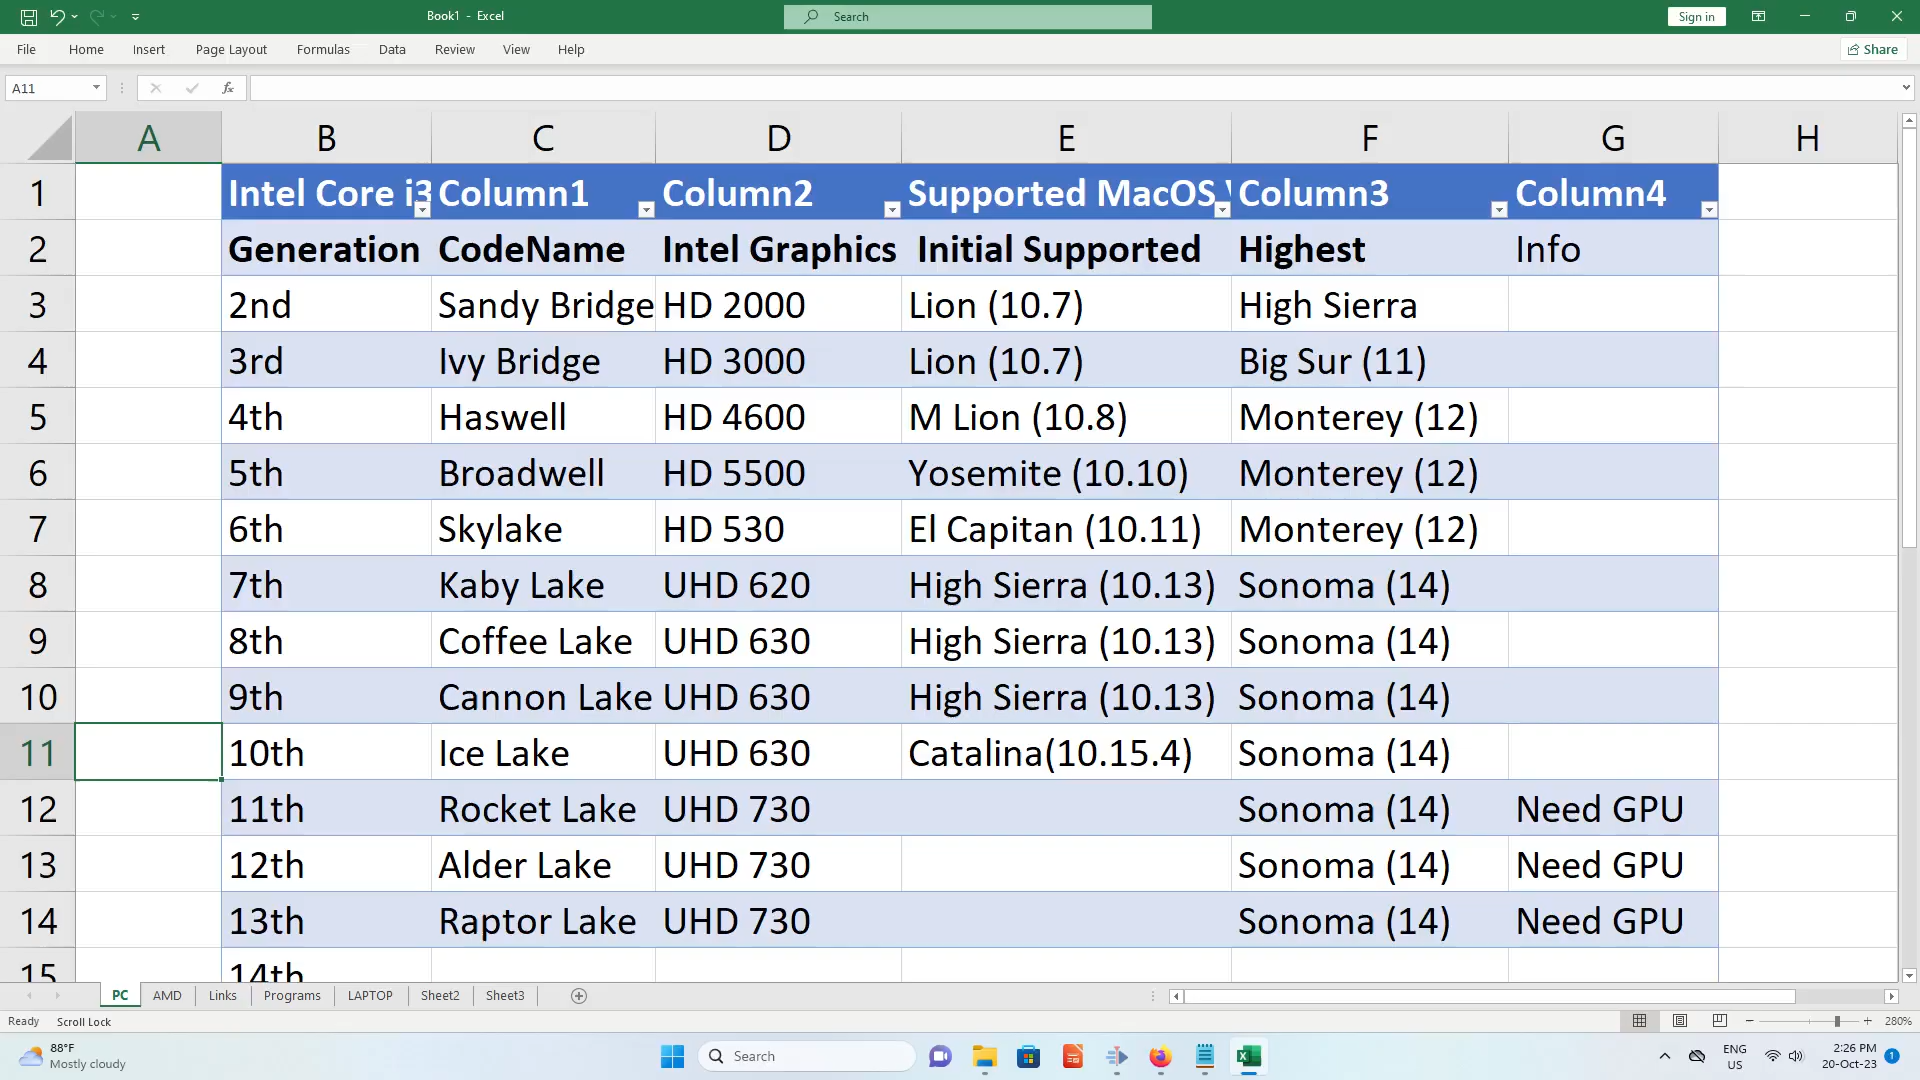 Book1 - Excel
Search
Sign in
File Home Insert Page Layout Formulas Data Review View Help
Share
A11
fx
A B C D E F G H
1 Intel Core i3 Column1 Column2 Supported MacOS Column3 Column4
2 Generation CodeName Intel Graphics Initial Supported Highest Info
3 2nd Sandy Bridge HD 2000 Lion (10.7) High Sierra
4 3rd Ivy Bridge HD 3000 Lion (10.7) Big Sur (11)
5 4th Haswell HD 4600 M Lion (10.8) Monterey (12)
6 5th Broadwell HD 5500 Yosemite (10.10) Monterey (12)
7 6th Skylake HD 530 El Capitan (10.11) Monterey (12)
8 7th Kaby Lake UHD 620 High Sierra (10.13) Sonoma (14)
9 8th Coffee Lake UHD 630 High Sierra (10.13) Sonoma (14)
10 9th Cannon Lake UHD 630 High Sierra (10.13) Sonoma (14)
11 10th Ice Lake UHD 630 Catalina(10.15.4) Sonoma (14)
12 11th Rocket Lake UHD 730 Sonoma (14) Need GPU
13 12th Alder Lake UHD 730 Sonoma (14) Need GPU
14 13th Raptor Lake UHD 730 Sonoma (14) Need GPU
15 14th
PC AMD Links Programs LAPTOP Sheet2 Sheet3
Ready Scroll Lock
280%
88°F
Mostly cloudy
Search
ENG
US
2:26 PM
20-Oct-23
1